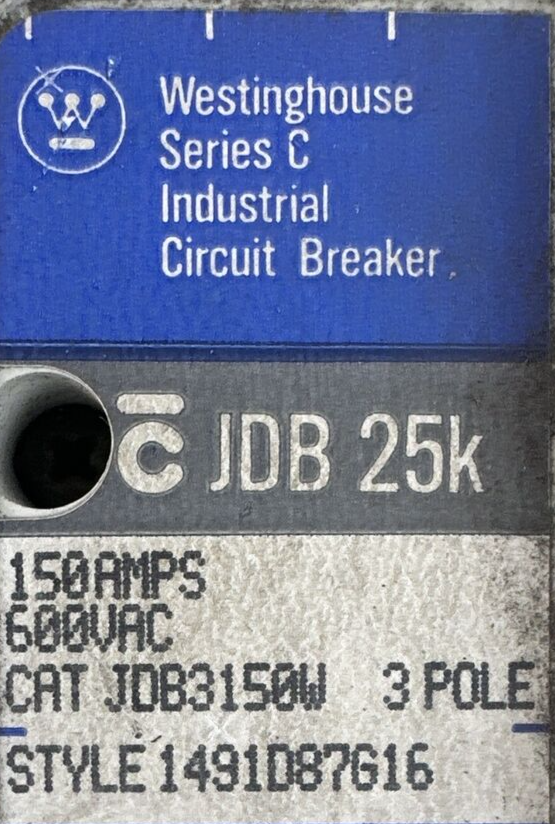 W
Westinghouse
Series C
Industrial
Circuit Breaker
C JDB 25k
150AMPS
600VAC
CAT JDB3150W 3 POLE
STYLE 1491D87G16